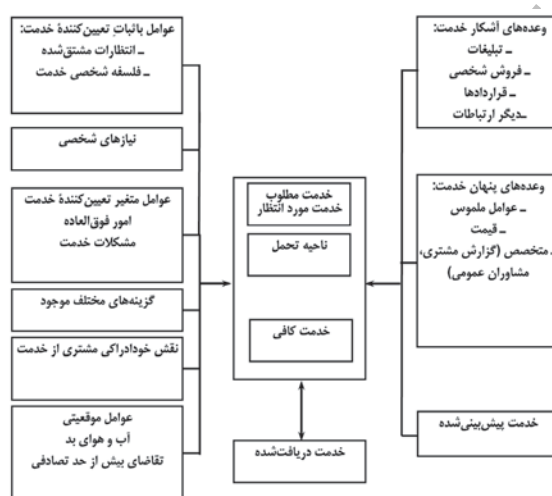 وعده‌های آشکار خدمت:
ـ تبلیغات
ـ فروش شخصی
ـ قراردادها
ـدیگر ارتباطات
وعده‌های پنهان خدمت:
ـ عوامل ملموس
ـ قیمت
ـ متخصص (گزارش مشتری،
مشاوران عمومی)
خدمت پیش‌بینی‌شده
خدمت مطلوب
خدمت مورد انتظار
ناحیه تحمل
خدمت کافی
خدمت دریافت‌شده
عوامل باثباتِ تعیین‌کنندهٔ خدمت:
ـ انتظارات مشتق‌شده
ـ فلسفه شخصی خدمت
نیازهای شخصی
عوامل متغیر تعیین‌کنندهٔ خدمت
امور فوق‌العاده
مشکلات خدمت
گزینه‌های مختلف موجود
نقش خودادراکی مشتری از خدمت
عوامل موقعیتی
آب و هوای بد
تقاضای بیش از حد تصادفی